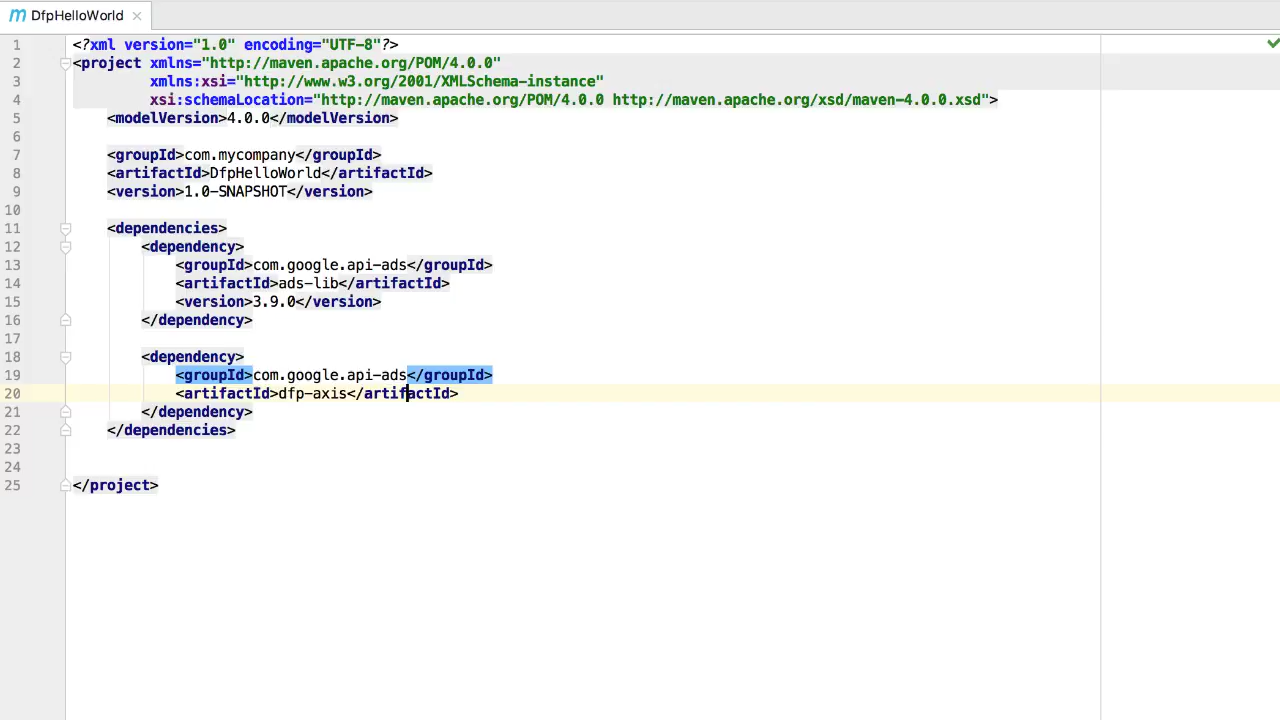 m DfpHelloWorld ×
1 <?xml version="1.0" encoding="UTF-8"?>
2 <project xmlns="http://maven.apache.org/POM/4.0.0"
3 xmlns:xsi="http://www.w3.org/2001/XMLSchema-instance"
4 xsi:schemaLocation="http://maven.apache.org/POM/4.0.0 http://maven.apache.org/xsd/maven-4.0.0.xsd">
5 <modelVersion>4.0.0</modelVersion>
6
7 <groupId>com.mycompany</groupId>
8 <artifactId>DfpHelloWorld</artifactId>
9 <version>1.0-SNAPSHOT</version>
10
11 <dependencies>
12 <dependency>
13 <groupId>com.google.api-ads</groupId>
14 <artifactId>ads-lib</artifactId>
15 <version>3.9.0</version>
16 </dependency>
17
18 <dependency>
19 <groupId>com.google.api-ads</groupId>
20 <artifactId>dfp-axis</artifactId>
21 </dependency>
22 </dependencies>
23
24
25 </project>